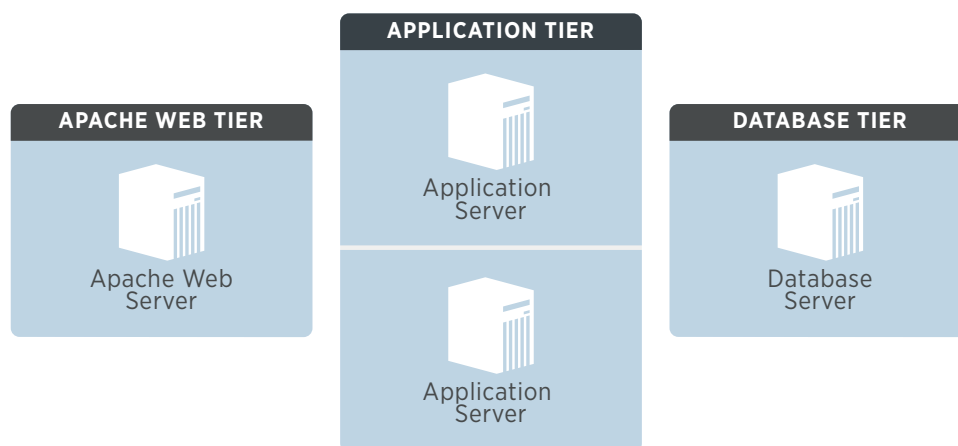 APPLICATION TIER
APACHE WEB TIER
DATABASE TIER
Application
Server
Apache Web
Server
Database
Server
Application
Server